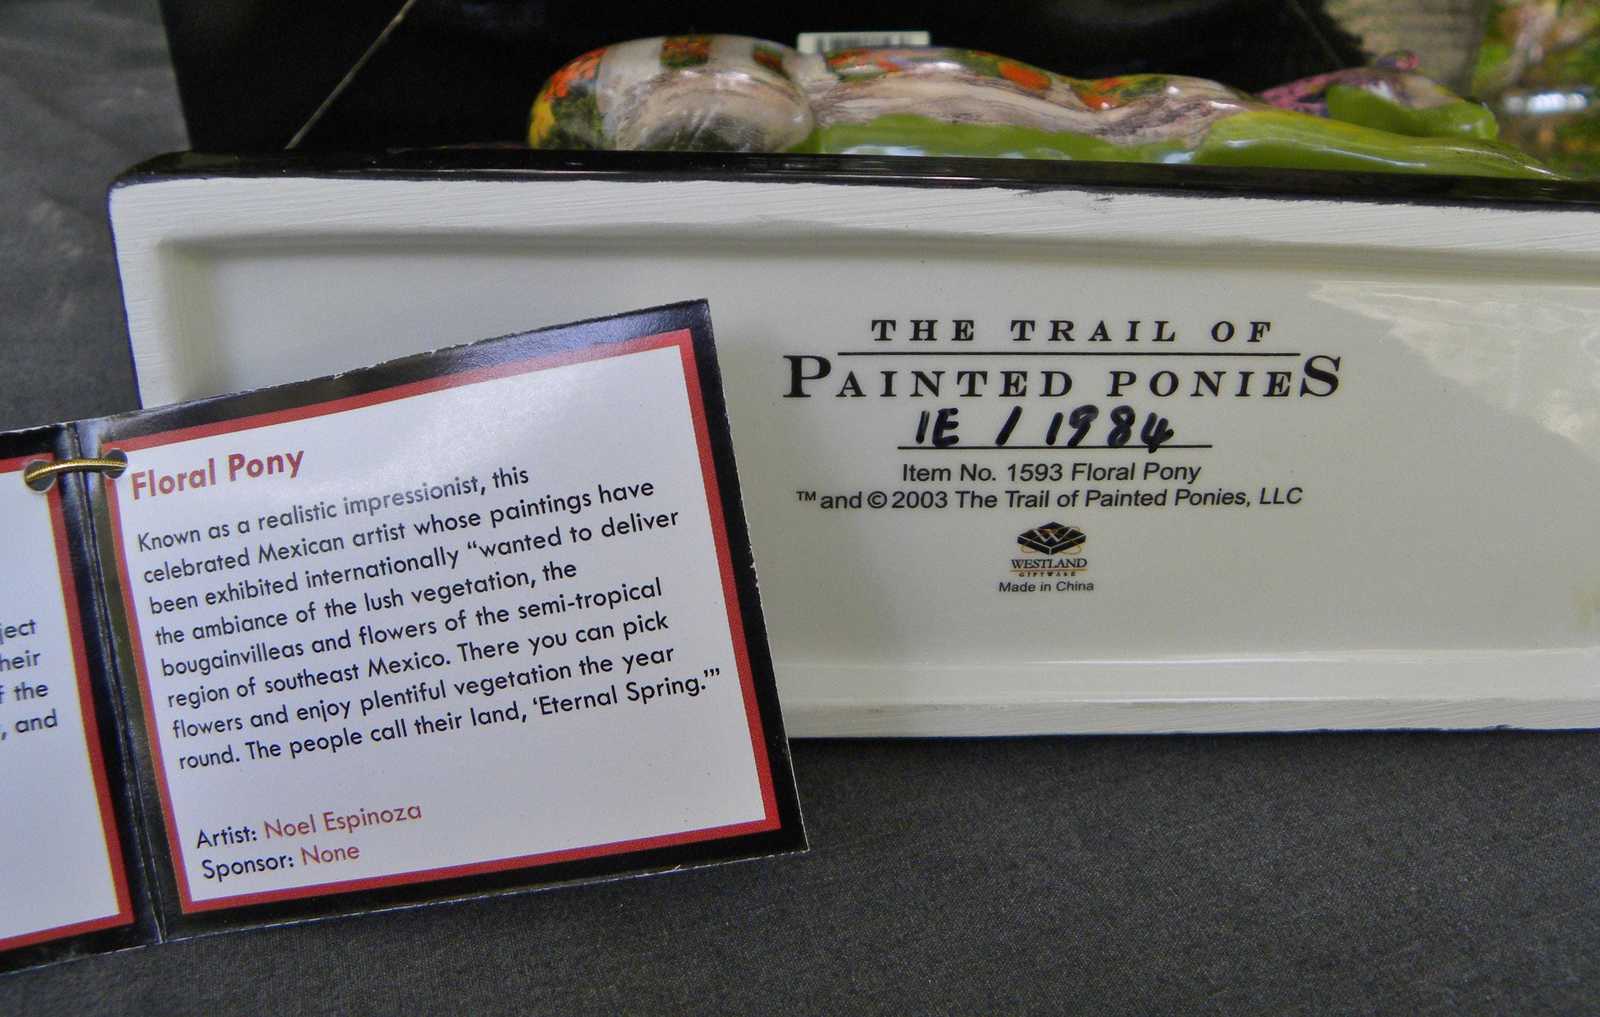 THE TRAIL OF
PAINTED PONIES
1E / 1984
Item No. 1593 Floral Pony
™ and © 2003 The Trail of Painted Ponies, LLC
WESTLAND
GIFTWARE
Made in China
Floral Pony
Known as a realistic impressionist, this
celebrated Mexican artist whose paintings have
been exhibited internationally “wanted to deliver
the ambiance of the lush vegetation, the
bougainvilleas and flowers of the semi-tropical
region of southeast Mexico. There you can pick
flowers and enjoy plentiful vegetation the year
round. The people call their land, ‘Eternal Spring.’”
Artist: Noel Espinoza
Sponsor: None
the
, and